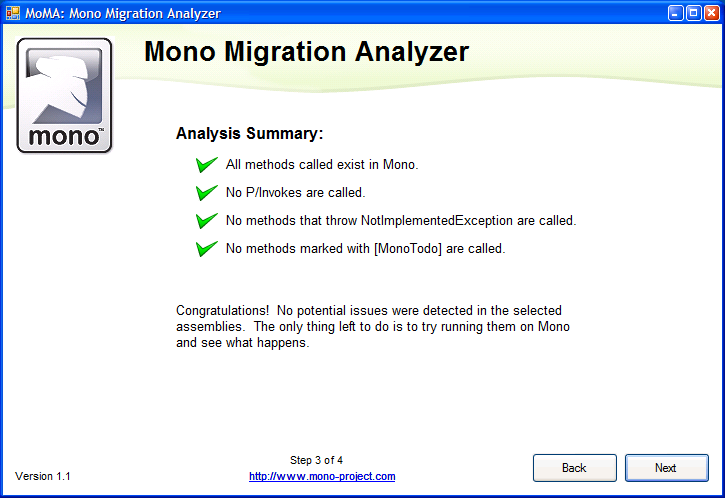 MoMA: Mono Migration Analyzer
Mono Migration Analyzer
mono™
Analysis Summary:
All methods called exist in Mono.
No P/Invokes are called.
No methods that throw NotImplementedException are called.
No methods marked with [MonoTodo] are called.
Congratulations!  No potential issues were detected in the selected
assemblies.  The only thing left to do is to try running them on Mono
and see what happens.
Step 3 of 4
Version 1.1
http://www.mono-project.com
Back
Next